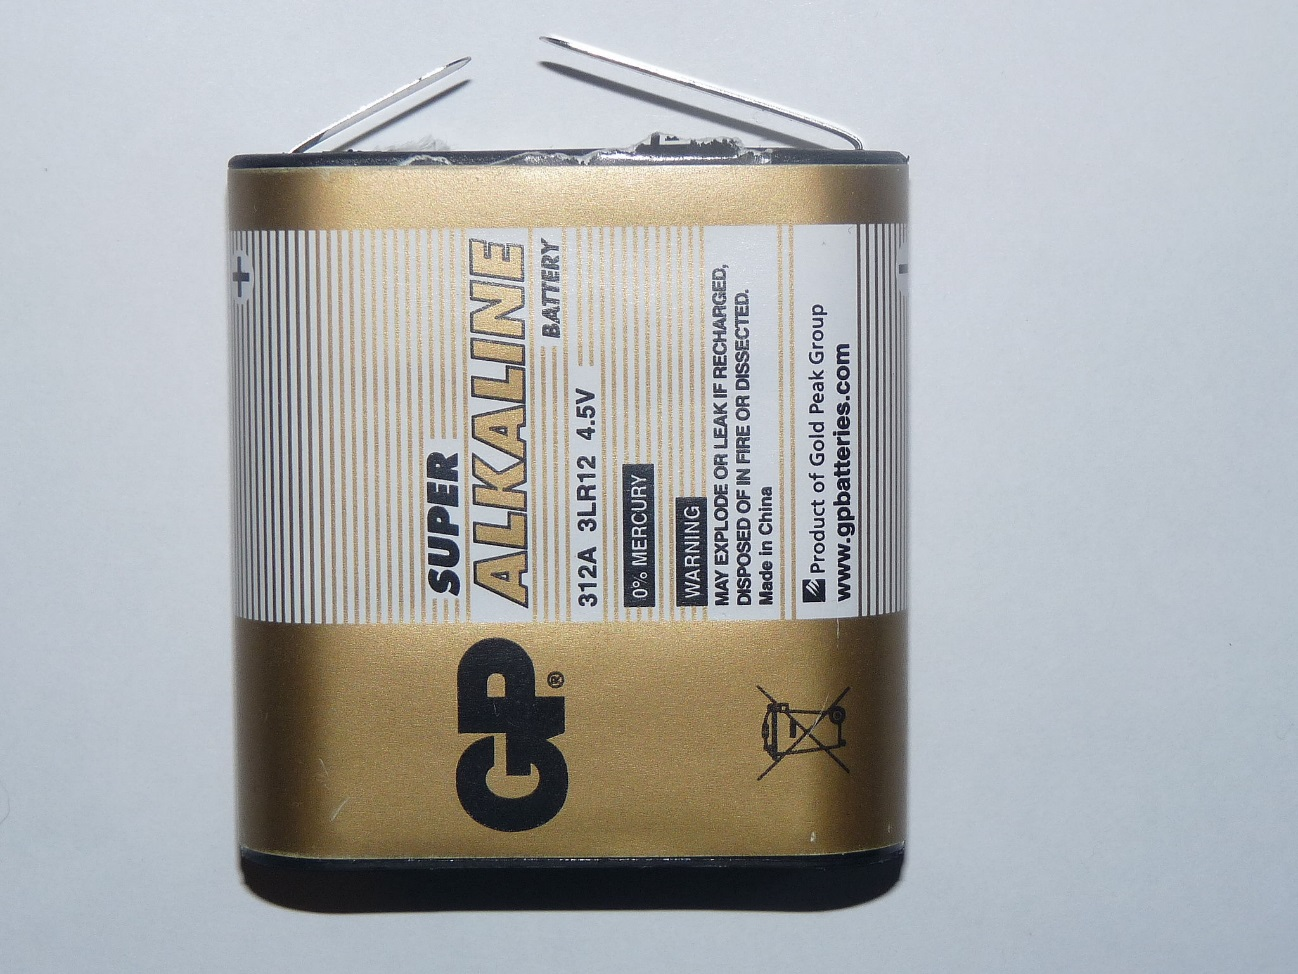 GP®
SUPER
ALKALINE
BATTERY
312A 3LR12 4.5V
0% MERCURY
WARNING
MAY EXPLODE OR LEAK IF RECHARGED,
DISPOSED OF IN FIRE OR DISSECTED.
Made in China
Product of Gold Peak Group
www.gpbatteries.com
+
-